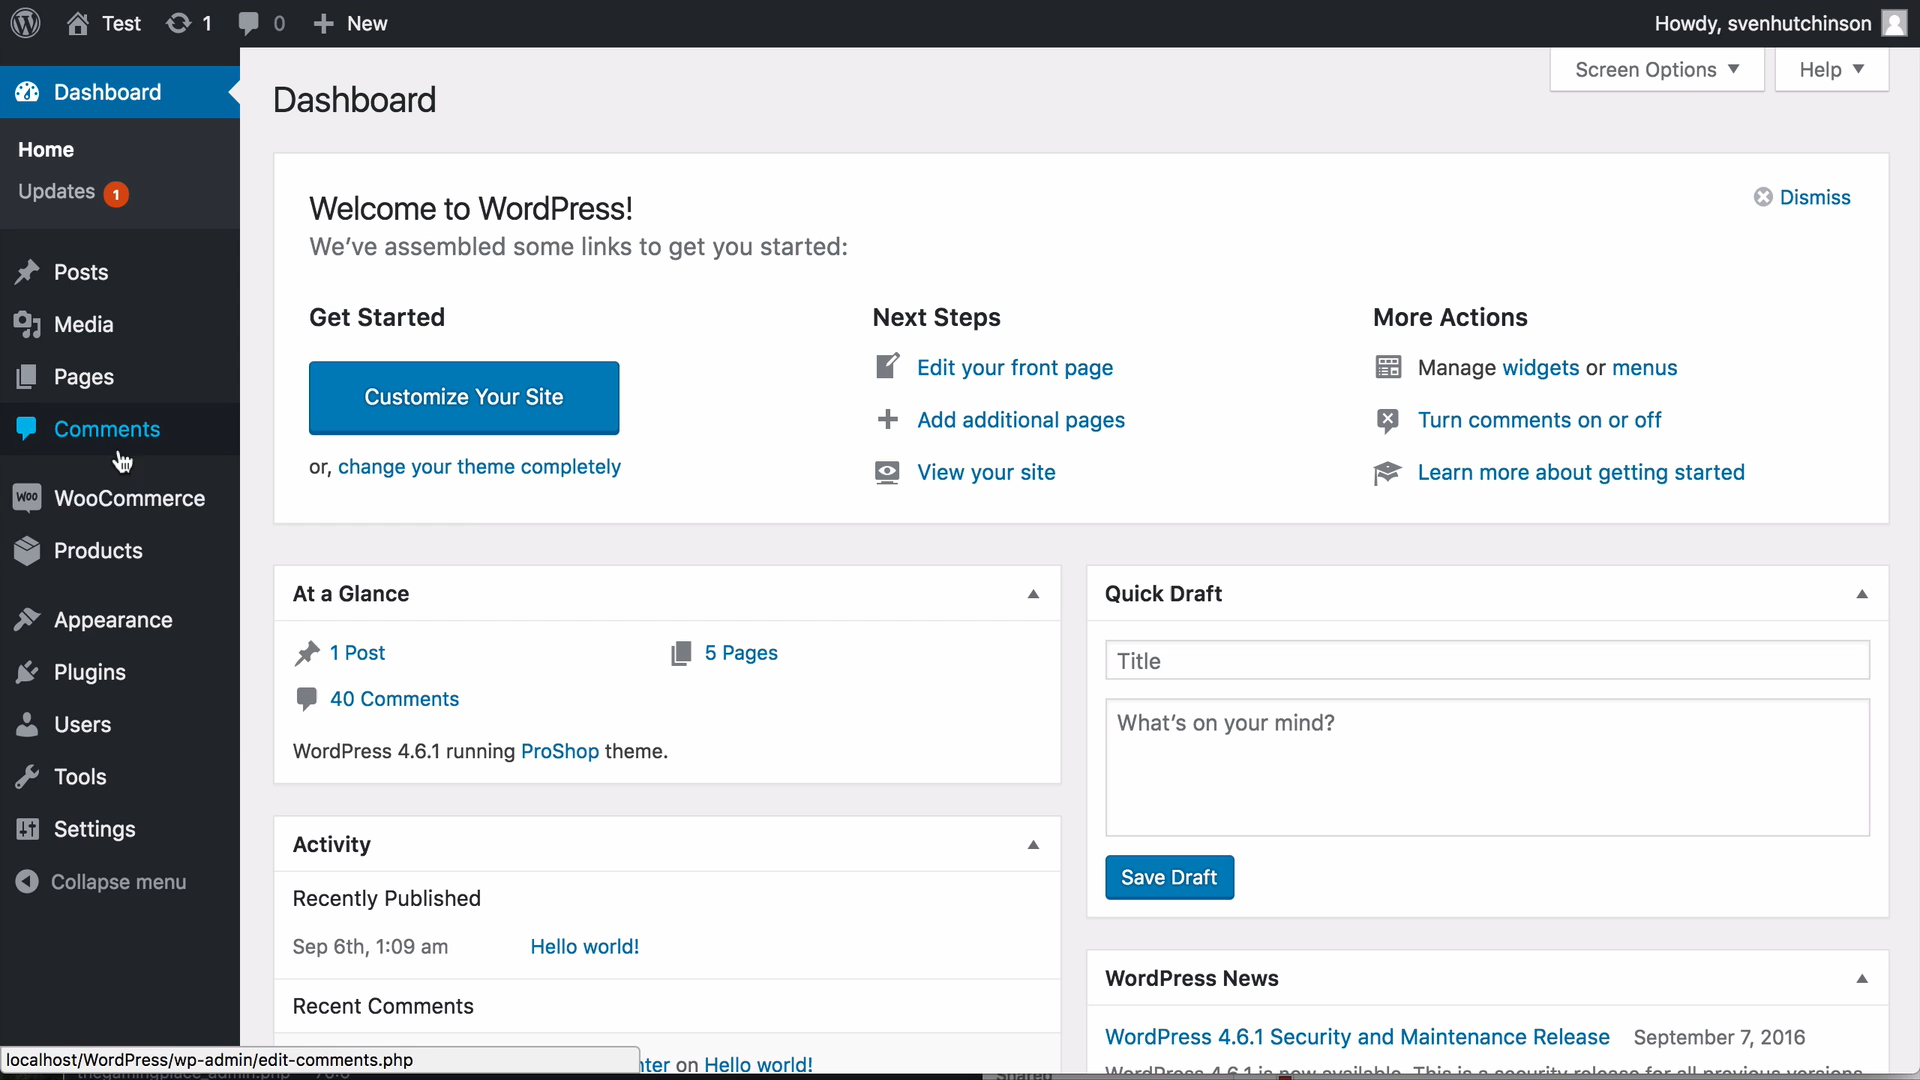 Test 1 0 New
Howdy, svenhutchinson
Dashboard
Home
Updates 1
Posts
Media
Pages
Comments
WOO WooCommerce
Products
Appearance
Plugins
Users
Tools
Settings
Collapse menu
Screen Options Help
Dashboard
Welcome to WordPress!
Dismiss
We've assembled some links to get you started:
Get Started
Customize Your Site
or, change your theme completely
Next Steps
Edit your front page
Add additional pages
View your site
More Actions
Manage widgets or menus
Turn comments on or off
Learn more about getting started
At a Glance
1 Post 5 Pages
40 Comments
WordPress 4.6.1 running ProShop theme.
Activity
Recently Published
Sep 6th, 1:09 am Hello world!
Recent Comments
on Hello world!
Quick Draft
Title
What's on your mind?
Save Draft
WordPress News
WordPress 4.6.1 Security and Maintenance Release September 7, 2016
WordPress 4.6.1 is now available. This is a security release for all previous versions
localhost/WordPress/wp-admin/edit-comments.php